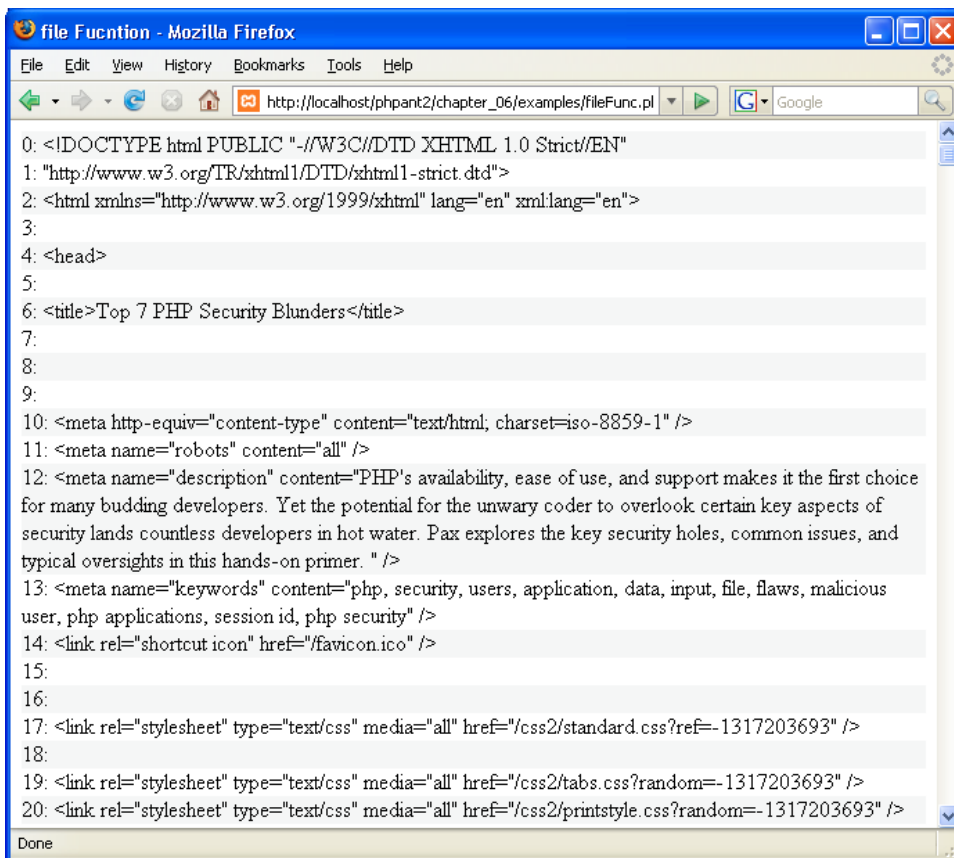 file Fucntion - Mozilla Firefox
File Edit View History Bookmarks Tools Help
http://localhost/phpant2/chapter_06/examples/fileFunc.pl
G Google
0: <!DOCTYPE html PUBLIC "-//W3C//DTD XHTML 1.0 Strict//EN"
1: "http://www.w3.org/TR/xhtml1/DTD/xhtml1-strict.dtd">
2: <html xmlns="http://www.w3.org/1999/xhtml" lang="en" xml:lang="en">
3:
4: <head>
5:
6: <title>Top 7 PHP Security Blunders</title>
7:
8:
9:
10: <meta http-equiv="content-type" content="text/html; charset=iso-8859-1" />
11: <meta name="robots" content="all" />
12: <meta name="description" content="PHP's availability, ease of use, and support makes it the first choice
for many budding developers. Yet the potential for the unwary coder to overlook certain key aspects of
security lands countless developers in hot water. Pax explores the key security holes, common issues, and
typical oversights in this hands-on primer. " />
13: <meta name="keywords" content="php, security, users, application, data, input, file, flaws, malicious
user, php applications, session id, php security" />
14: <link rel="shortcut icon" href="/favicon.ico" />
15:
16:
17: <link rel="stylesheet" type="text/css" media="all" href="/css2/standard.css?ref=-1317203693" />
18:
19: <link rel="stylesheet" type="text/css" media="all" href="/css2/tabs.css?random=-1317203693" />
20: <link rel="stylesheet" type="text/css" media="all" href="/css2/printstyle.css?random=-1317203693" />
Done